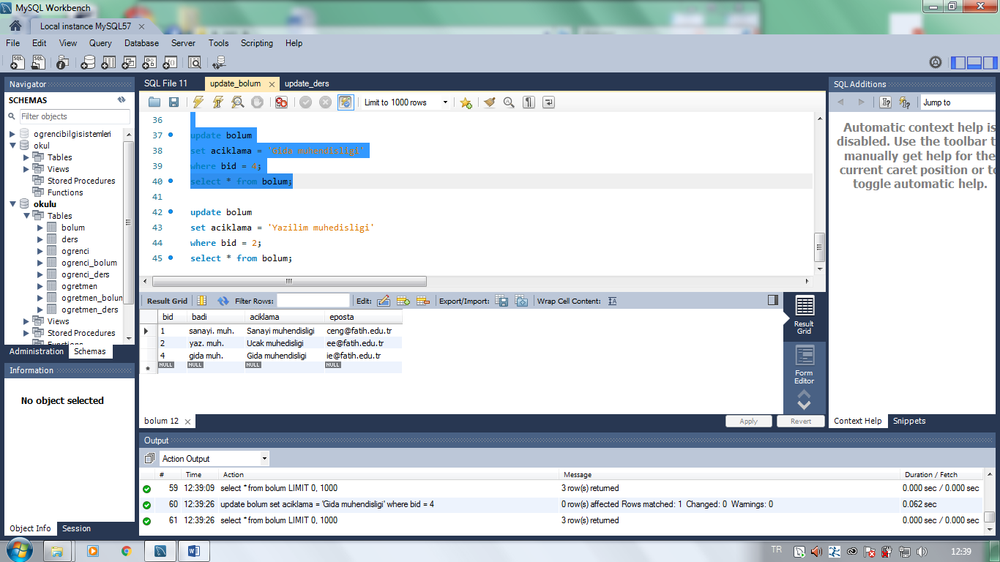 MySQL Workbench
Local instance MySQL57
File Edit View Query Database Server Tools Scripting Help
Navigator
SCHEMAS
Filter objects
ogrencibilgisistemleri
okul
Tables
Views
Stored Procedures
Functions
okulu
Tables
bolum
ders
ogrenci
ogrenci_bolum
ogrenci_ders
ogretmen
ogretmen_bolun
ogretmen_ders
Views
Stored Procedures
Administration Schemas
Information
No object selected
Object Info Session
SQL File 11 update_bolum update_ders
Limit to 1000 rows
36
37 update bolum
38 set aciklama = 'Gida muhendisligi'
39 where bid = 4;
40 select * from bolum;
41
42 update bolum
43 set aciklama = 'Yazilim muhedisligi'
44 where bid = 2;
45 select * from bolum;
Result Grid Filter Rows: Edit: Export/Import: Wrap Cell Content:
bid badi aciklama eposta
1 sanayi. muh. Sanayi muhendisligi ceng@fatih.edu.tr
2 yaz. muh. Ucak muhedisligi ee@fatih.edu.tr
4 gida muh. Gida muhendisligi ie@fatih.edu.tr
NULL NULL NULL NULL
Result
Grid
Form
Editor
bolum 12 Apply Revert
SQL Additions
Jump to
Automatic context help is
disabled. Use the toolbar t
manually get help for the
current caret position or to
toggle automatic help.
Context Help Snippets
Output
Action Output
# Time Action Message Duration / Fetch
59 12:39:09 select * from bolum LIMIT 0, 1000 3 row(s) returned 0.000 sec / 0.000 sec
60 12:39:26 update bolum set aciklama = 'Gida muhendisligi' where bid = 4 0 row(s) affected Rows matched: 1 Changed: 0 Warnings: 0 0.062 sec
61 12:39:26 select * from bolum LIMIT 0, 1000 3 row(s) returned 0.000 sec / 0.000 sec
TR 12:39